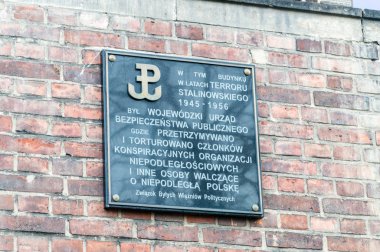 W TYM BUDYNKU
W LATACH TERRORU
STALINOWSKIEGO
1945-1956
BYŁ WOJEWÓDZKI URZĄD
BEZPIECZEŃSTWA PUBLICZNEGO
GDZIE PRZETRZYMYWANO
I TORTUROWANO CZŁONKÓW
KONSPIRACYJNYCH ORGANIZACJI
NIEPODLEGŁOŚCIOWYCH
I INNE OSOBY WALCZĄCE
O NIEPODLEGŁĄ POLSKĘ
Związek Byłych Więźniów Politycznych